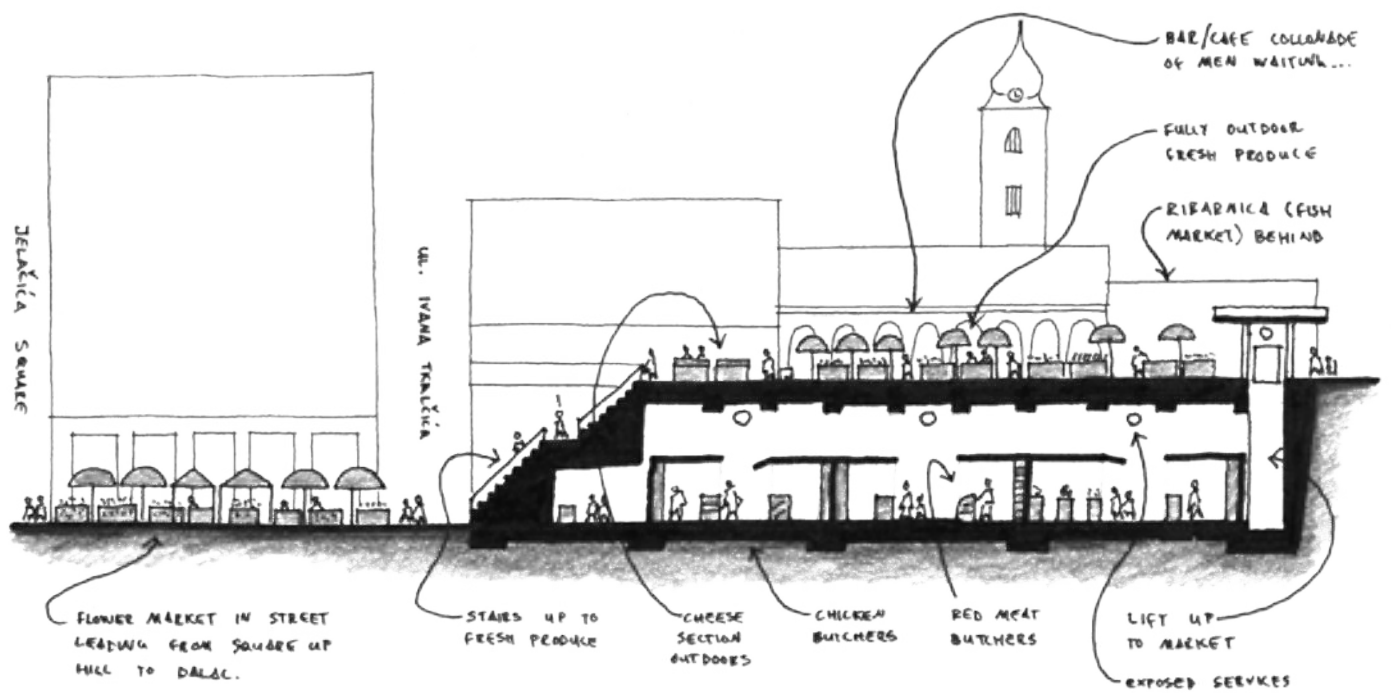 BAR/CAFE COLLONADE
OF MEN WAITING...
FULLY OUTDOOR
FRESH PRODUCE
RIBARNICA (FISH
MARKET) BEHIND
JELAČIĆA SQUARE
UL. IVANA TKALČIĆA
FLOWER MARKET IN STREET
LEADING FROM SQUARE UP
HILL TO DALAC.
STAIRS UP TO
FRESH PRODUCE
CHEESE
SECTION
OUTDOORS
CHICKEN
BUTCHERS
RED MEAT
BUTCHERS
LIFT UP
TO MARKET
EXPOSED SERVICES